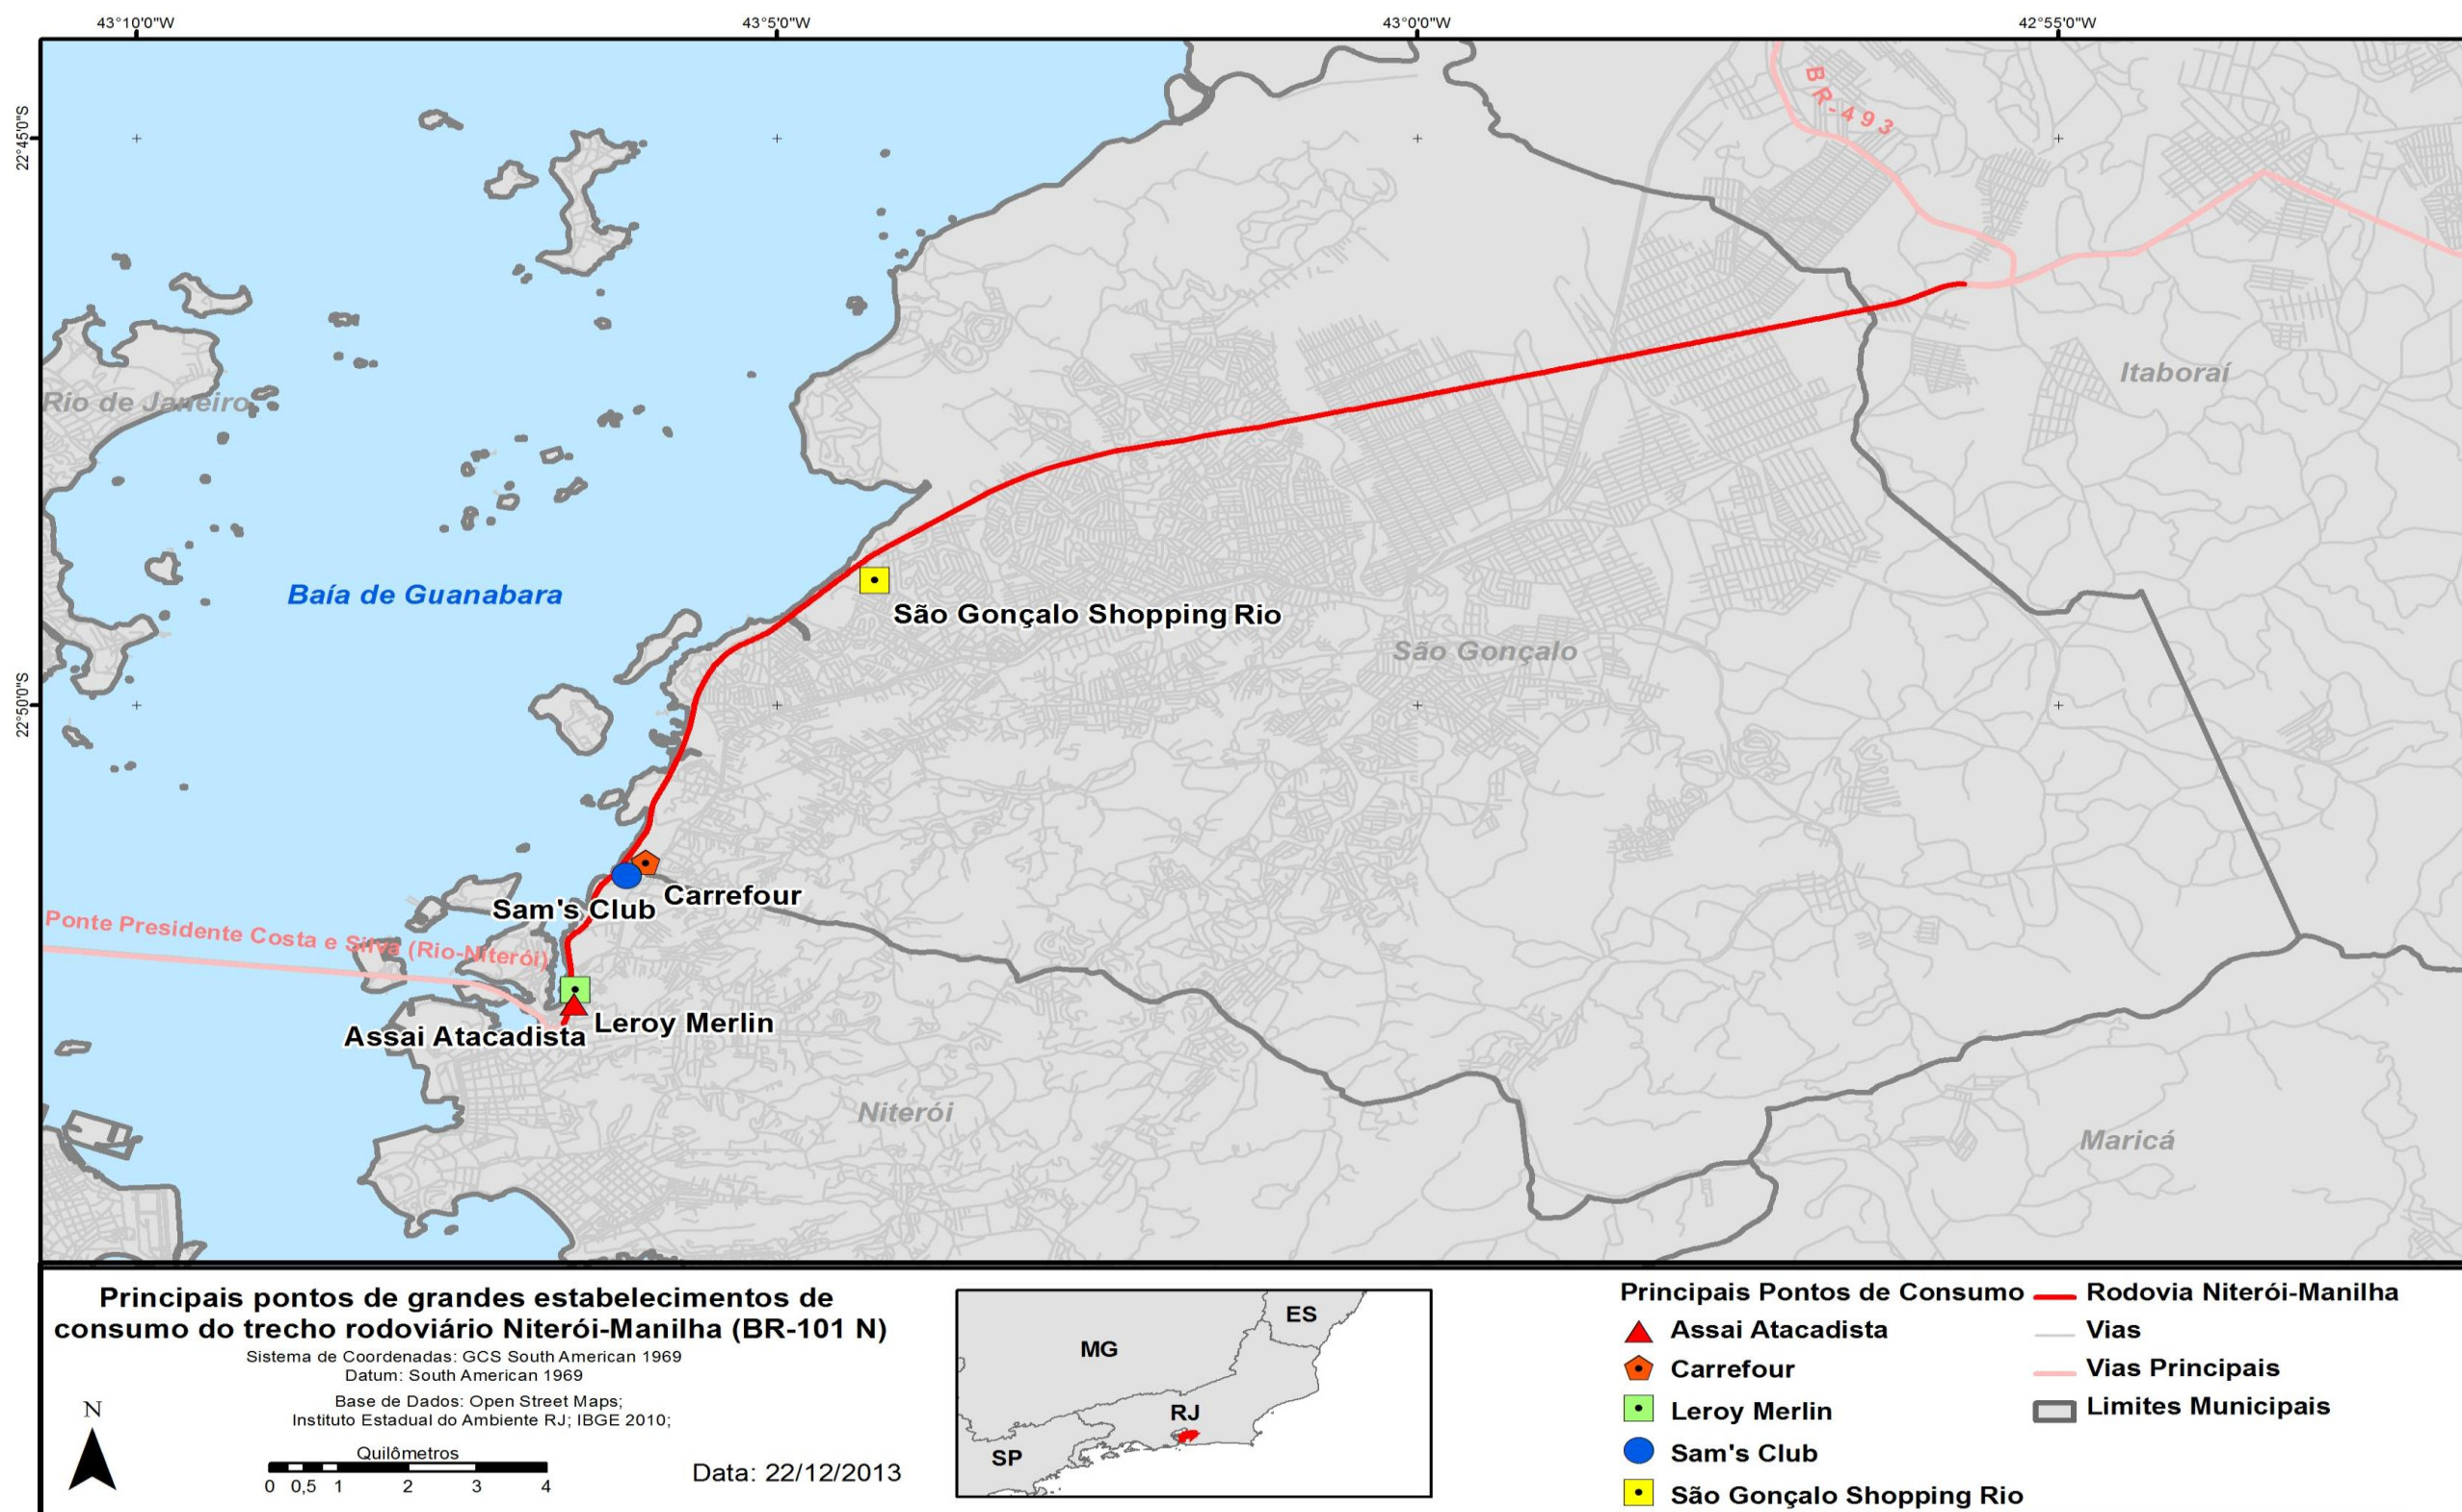 43°10'0"W
43°5'0"W
43°0'0"W
42°55'0"W
22°45'0"S
22°50'0"S
BR-493
Rio de Janeiro
Itaboraí
Baía de Guanabara
São Gonçalo Shopping Rio
São Gonçalo
Carrefour
Sam's Club
Ponte Presidente Costa e Silva (Rio-Niterói)
Leroy Merlin
Assai Atacadista
Niterói
Maricá
Principais pontos de grandes estabelecimentos de
consumo do trecho rodoviário Niterói-Manilha (BR-101 N)
Sistema de Coordenadas: GCS South American 1969
Datum: South American 1969
Base de Dados: Open Street Maps;
Instituto Estadual do Ambiente RJ; IBGE 2010;
N
Quilômetros
0 0,5 1 2 3 4
Data: 22/12/2013
ES
MG
RJ
SP
Principais Pontos de Consumo
Assai Atacadista
Carrefour
Leroy Merlin
Sam's Club
São Gonçalo Shopping Rio
Rodovia Niterói-Manilha
Vias
Vias Principais
Limites Municipais